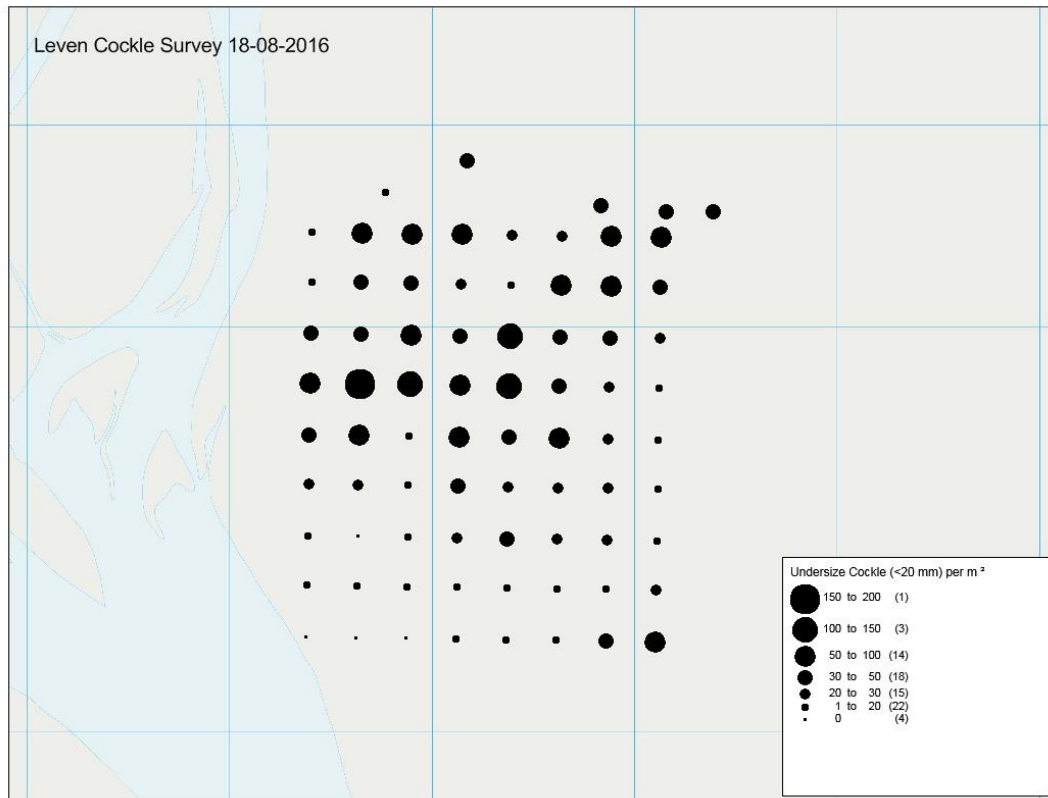 Leven Cockle Survey 18-08-2016
Undersize Cockle (<20 mm) per m ²
150 to 200 (1)
100 to 150 (3)
50 to 100 (14)
30 to 50 (18)
20 to 30 (15)
1 to 20 (22)
0 (4)